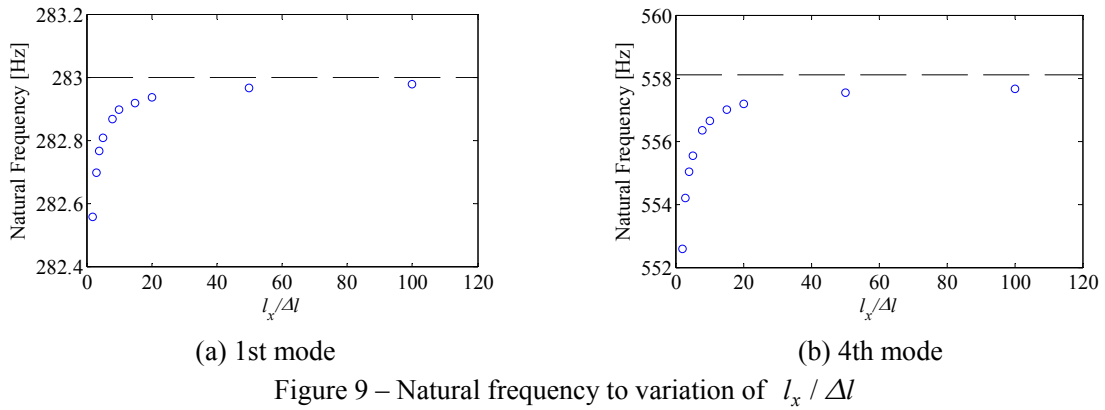 283.2
283
282.8
282.6
282.4
Natural Frequency [Hz]
0 20 40 60 80 100 120
l_x/Δl
(a) 1st mode
560
558
556
554
552
Natural Frequency [Hz]
0 20 40 60 80 100 120
l_x/Δl
(b) 4th mode
Figure 9 – Natural frequency to variation of l_x / Δl